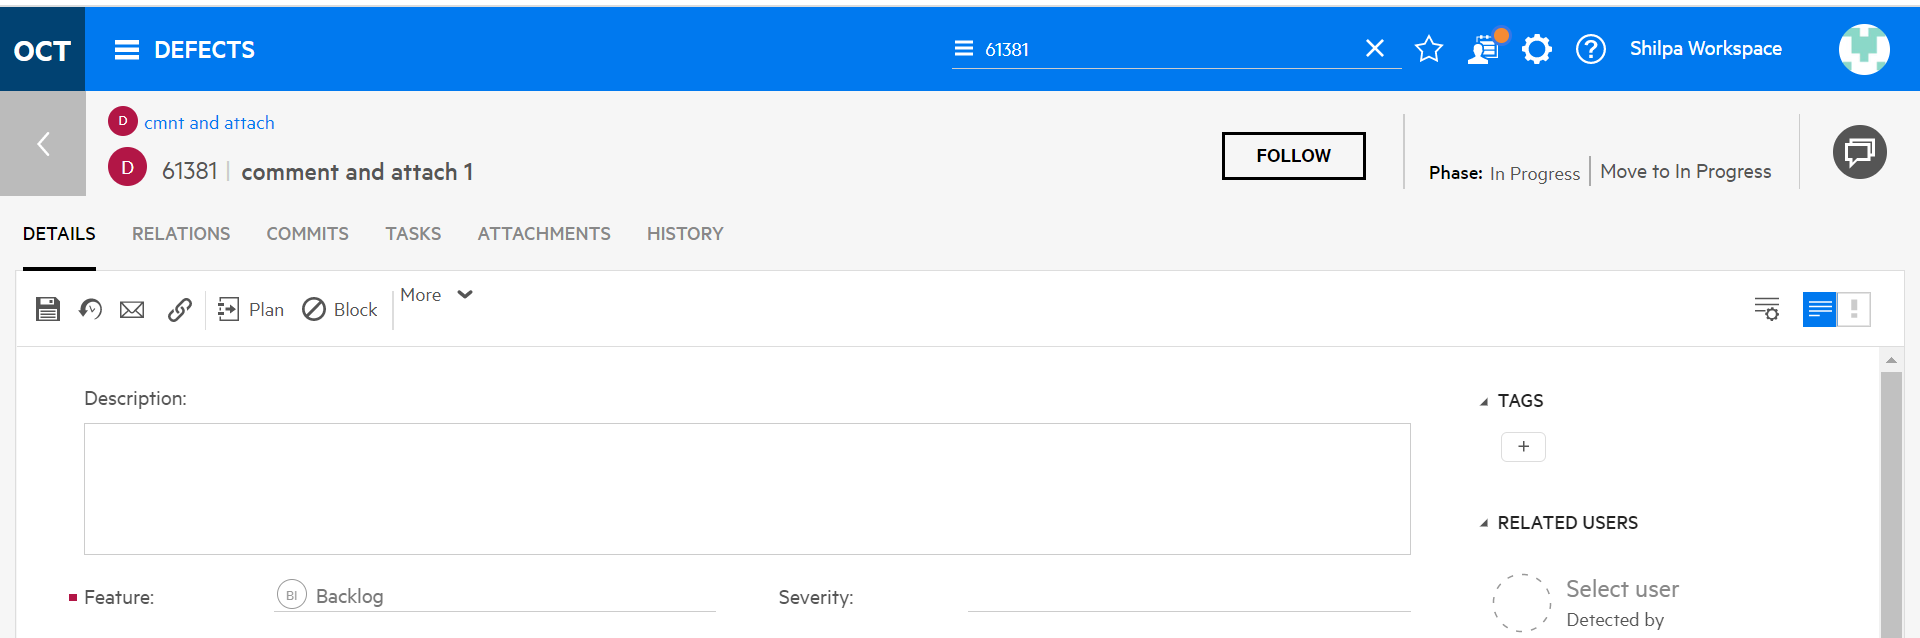 OCT
DEFECTS
61381
Shilpa Workspace
D cmnt and attach
D 61381 comment and attach 1
FOLLOW
Phase: In Progress
Move to In Progress
DETAILS RELATIONS COMMITS TASKS ATTACHMENTS HISTORY
Plan Block More
Description:
TAGS
+
RELATED USERS
Feature: BI Backlog
Severity:
Select user
Detected by